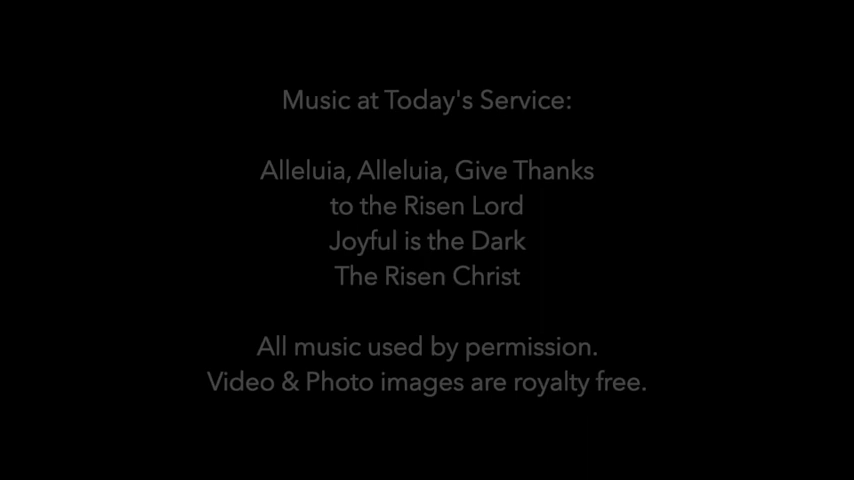 Music at Today's Service:
Alleluia, Alleluia, Give Thanks
to the Risen Lord
Joyful is the Dark
The Risen Christ
All music used by permission.
Video & Photo images are royalty free.